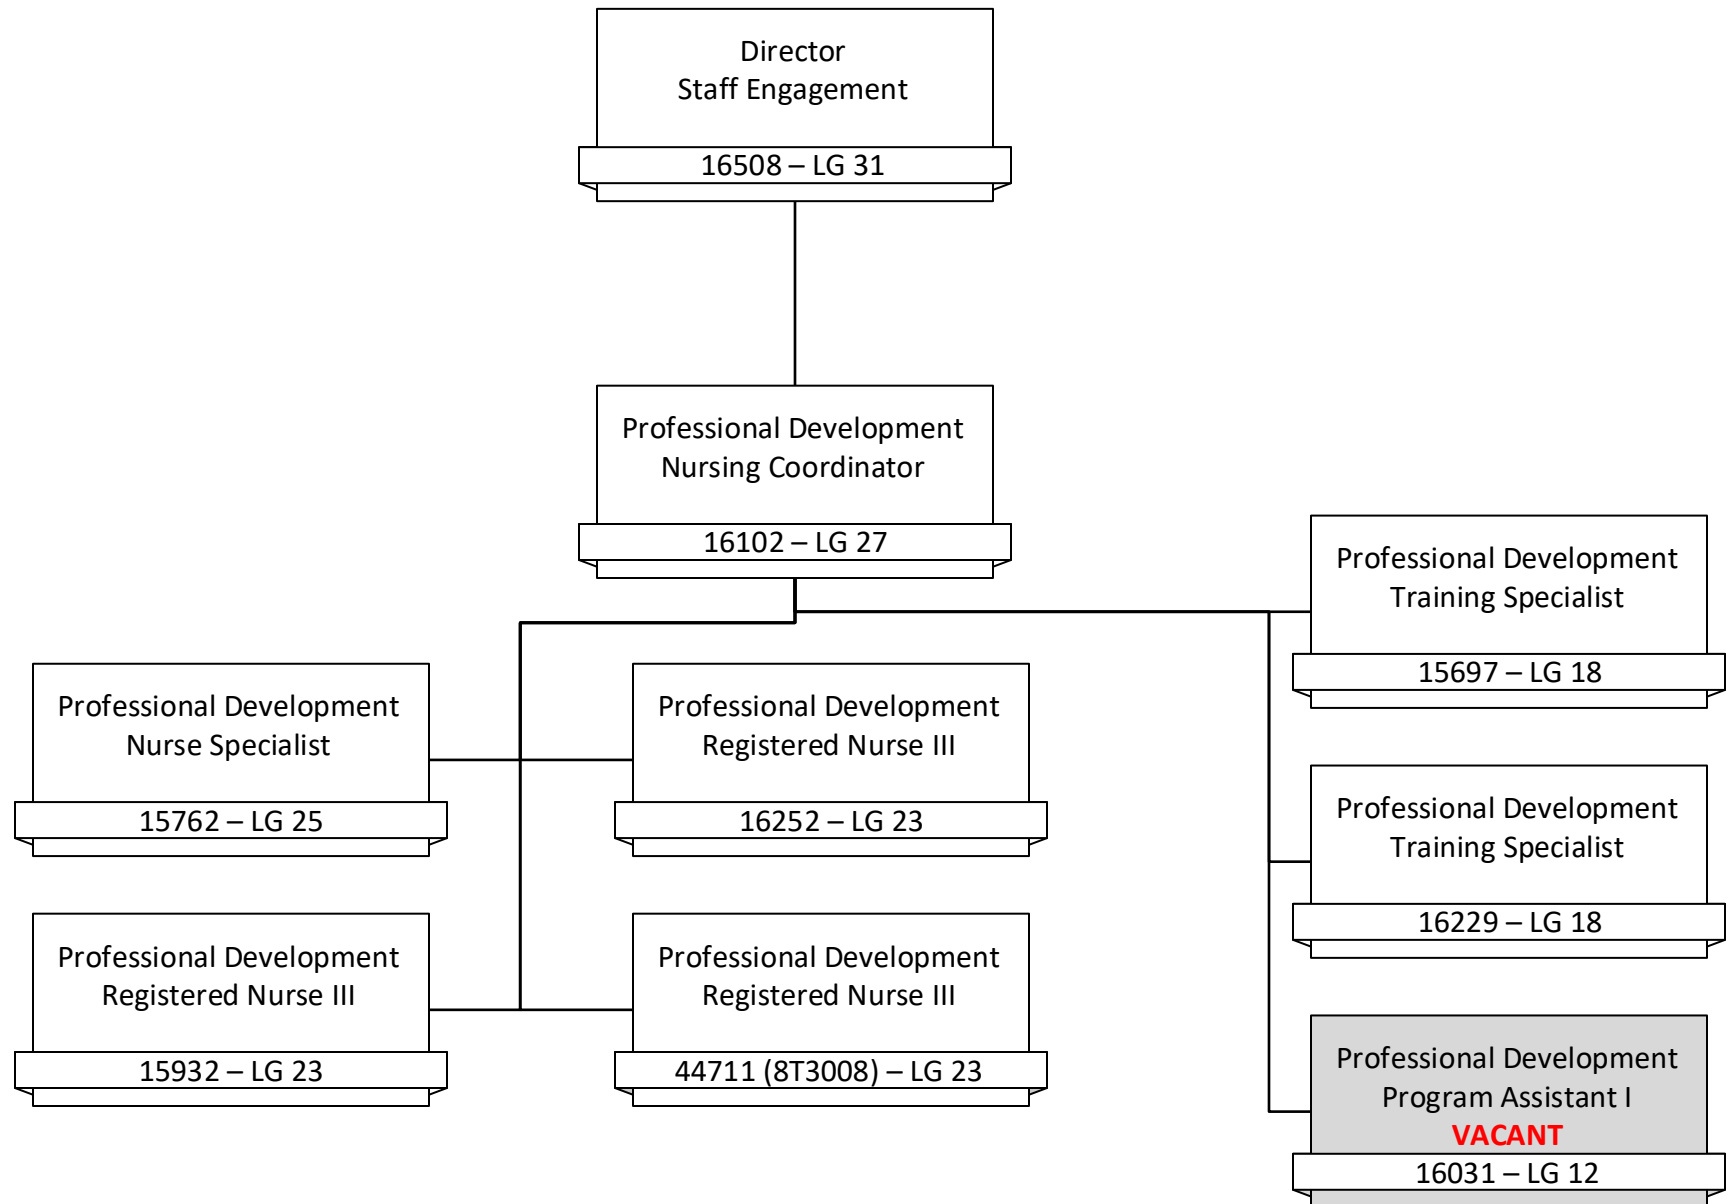 Director
Staff Engagement
16508 – LG 31
Professional Development
Nursing Coordinator
16102 – LG 27
Professional Development
Nurse Specialist
15762 – LG 25
Professional Development
Registered Nurse III
16252 – LG 23
Professional Development
Registered Nurse III
15932 – LG 23
Professional Development
Registered Nurse III
44711 (8T3008) – LG 23
Professional Development
Training Specialist
15697 – LG 18
Professional Development
Training Specialist
16229 – LG 18
Professional Development
Program Assistant I
VACANT
16031 – LG 12